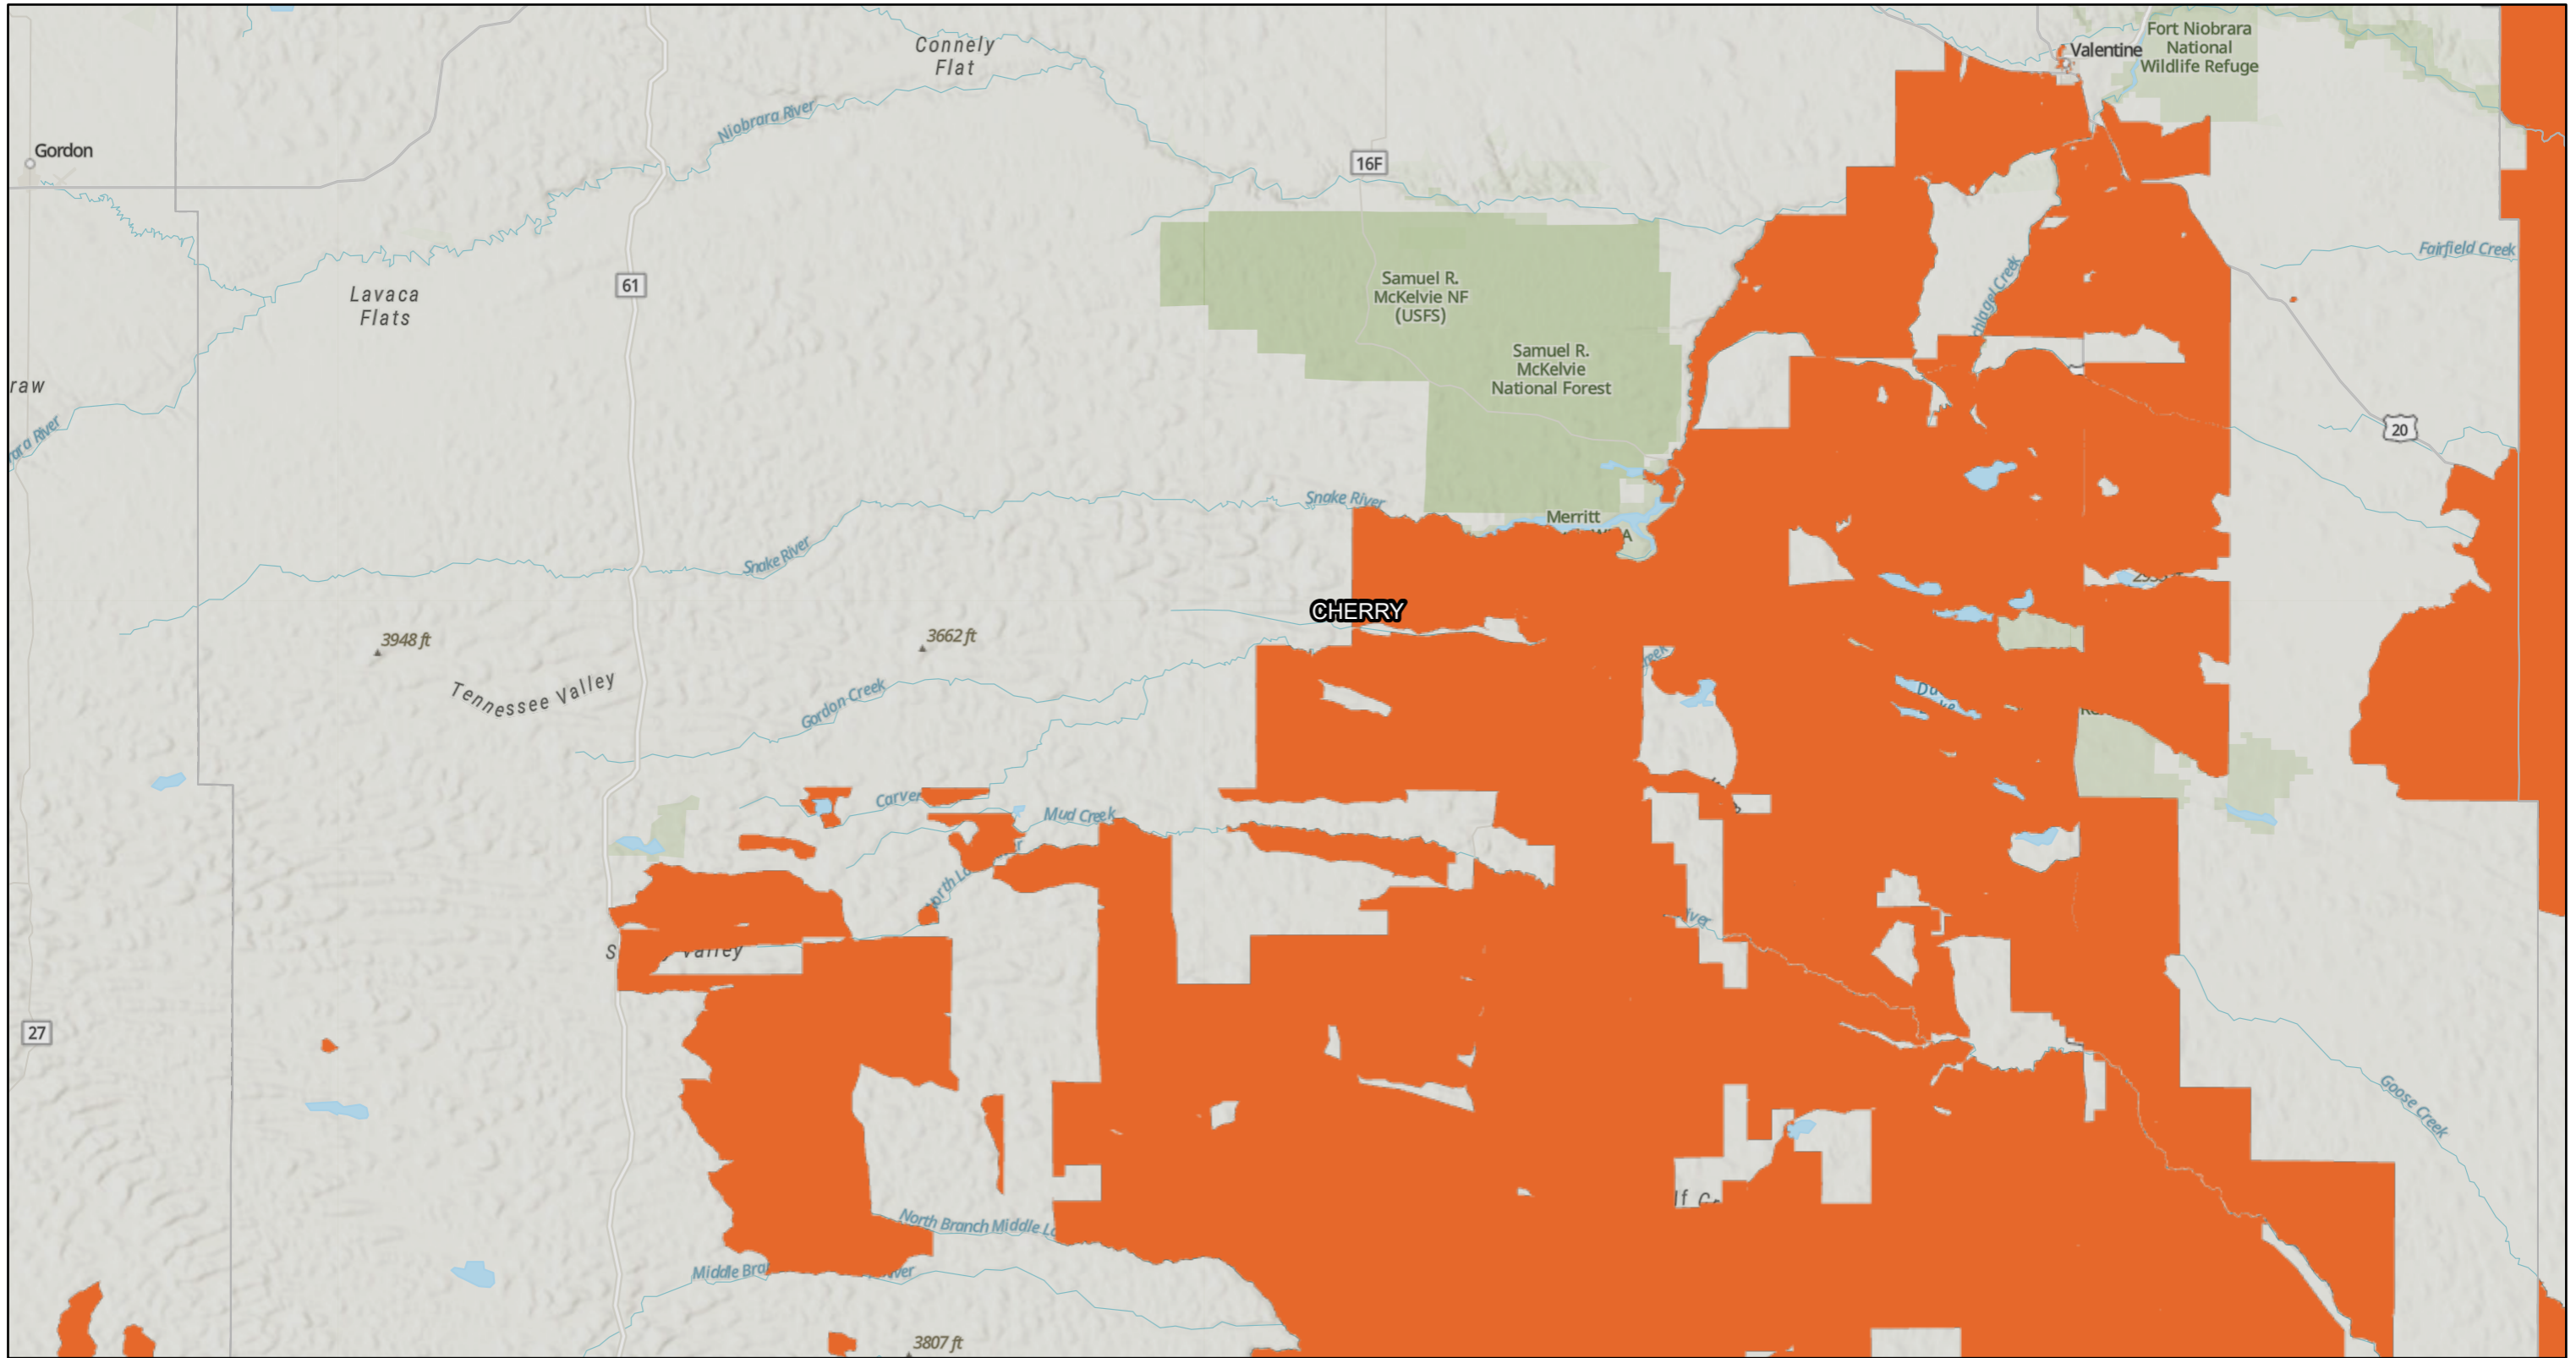 Connely
Flat
Valentine
Fort Niobrara
National
Wildlife Refuge
Niobrara River
Gordon
16F
61
Lavaca
Flats
Samuel R.
McKelvie NF
(USFS)
Samuel R.
McKelvie
National Forest
Fairfield Creek
20
Snake River
Merritt
Snake River
CHERRY
3948 ft
3662 ft
Tennessee Valley
Gordon Creek
Carver
Mud Creek
Valley
27
Goose Creek
North Branch Middle
Middle
3807 ft